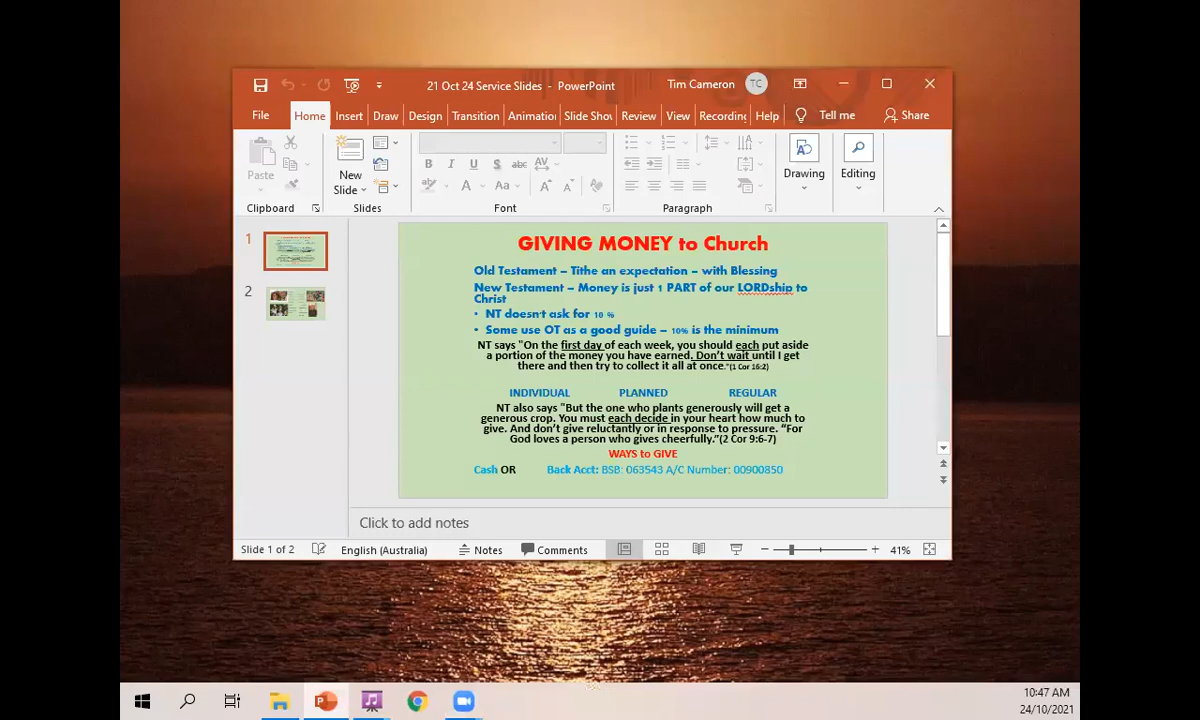 21 Oct 24 Service Slides - PowerPoint
Tim Cameron
TC
File Home Insert Draw Design Transition Animatio Slide Sho Review View Recording Help Tell me Share
Paste
New
Slide
Drawing
Editing
B I U S abc AV
A Aa A A
Clipboard Slides Font Paragraph
1
2
GIVING MONEY to Church
Old Testament – Tithe an expectation – with Blessing
New Testament – Money is just 1 PART of our LORDship to
Christ
• NT doesn't ask for 10 %
• Some use OT as a good guide – 10% is the minimum
NT says "On the first day of each week, you should each put aside
a portion of the money you have earned. Don't wait until I get
there and then try to collect it all at once."(1 Cor 16:2)
INDIVIDUAL PLANNED REGULAR
NT also says "But the one who plants generously will get a
generous crop. You must each decide in your heart how much to
give. And don't give reluctantly or in response to pressure. "For
God loves a person who gives cheerfully."(2 Cor 9:6-7)
WAYS to GIVE
Cash OR Back Acct: BSB: 063543 A/C Number: 00900850
Click to add notes
Slide 1 of 2 English (Australia) Notes Comments 41%
10:47 AM
24/10/2021